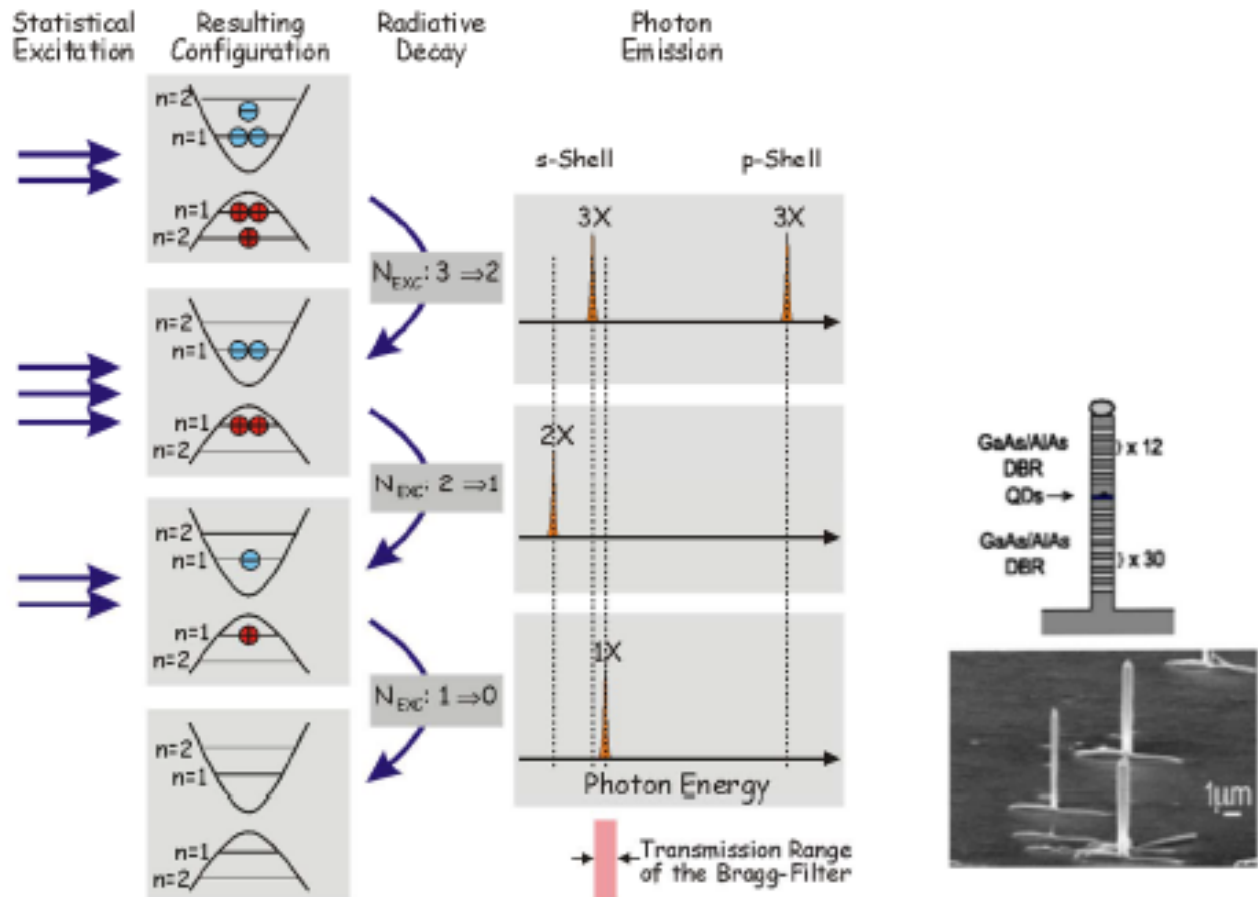 Statistical
Excitation
Resulting
Configuration
Radiative
Decay
Photon
Emission
n=2
n=1
n=1
n=2
s-Shell
p-Shell
3X
3X
N_EXC: 3 ⇒2
n=2
n=1
n=1
n=2
2X
N_EXC: 2 ⇒1
n=2
n=1
n=1
n=2
1X
N_EXC: 1 ⇒0
n=2
n=1
n=1
n=2
Photon Energy
Transmission Range
of the Bragg-Filter
GaAs/AlAs
DBR
x 12
QDs
GaAs/AlAs
DBR
x 30
1μm